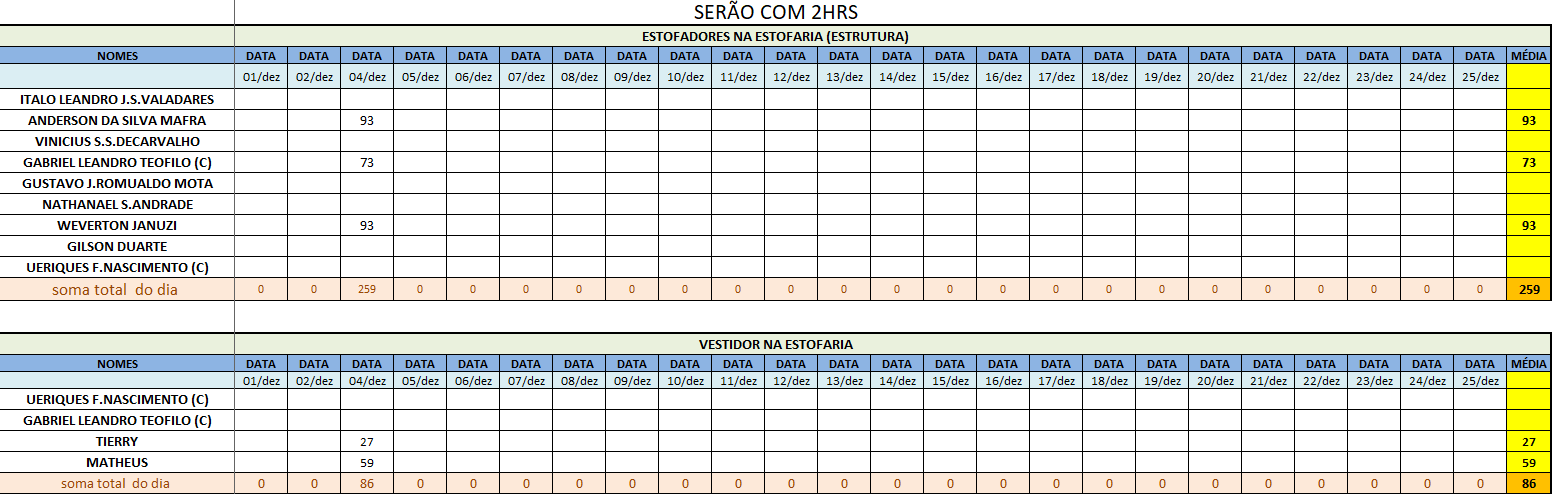 SERÃO COM 2HRS
ESTOFADORES NA ESTOFARIA (ESTRUTURA)
NOMES DATA DATA DATA DATA DATA DATA DATA DATA DATA DATA DATA DATA DATA DATA DATA DATA DATA DATA DATA DATA DATA DATA DATA DATA MÉDIA
01/dez 02/dez 04/dez 05/dez 06/dez 07/dez 08/dez 09/dez 10/dez 11/dez 12/dez 13/dez 14/dez 15/dez 16/dez 17/dez 18/dez 19/dez 20/dez 21/dez 22/dez 23/dez 24/dez 25/dez
ITALO LEANDRO J.S.VALADARES
ANDERSON DA SILVA MAFRA 93 93
VINICIUS S.S.DECARVALHO
GABRIEL LEANDRO TEOFILO (C) 73 73
GUSTAVO J.ROMUALDO MOTA
NATHANAEL S.ANDRADE
WEVERTON JANUZI 93 93
GILSON DUARTE
UERIQUES F.NASCIMENTO (C)
soma total do dia 0 0 259 0 0 0 0 0 0 0 0 0 0 0 0 0 0 0 0 0 0 0 0 0 259
VESTIDOR NA ESTOFARIA
NOMES DATA DATA DATA DATA DATA DATA DATA DATA DATA DATA DATA DATA DATA DATA DATA DATA DATA DATA DATA DATA DATA DATA DATA DATA MÉDIA
01/dez 02/dez 04/dez 05/dez 06/dez 07/dez 08/dez 09/dez 10/dez 11/dez 12/dez 13/dez 14/dez 15/dez 16/dez 17/dez 18/dez 19/dez 20/dez 21/dez 22/dez 23/dez 24/dez 25/dez
UERIQUES F.NASCIMENTO (C)
GABRIEL LEANDRO TEOFILO (C)
TIERRY 27 27
MATHEUS 59 59
soma total do dia 0 0 86 0 0 0 0 0 0 0 0 0 0 0 0 0 0 0 0 0 0 0 0 0 86